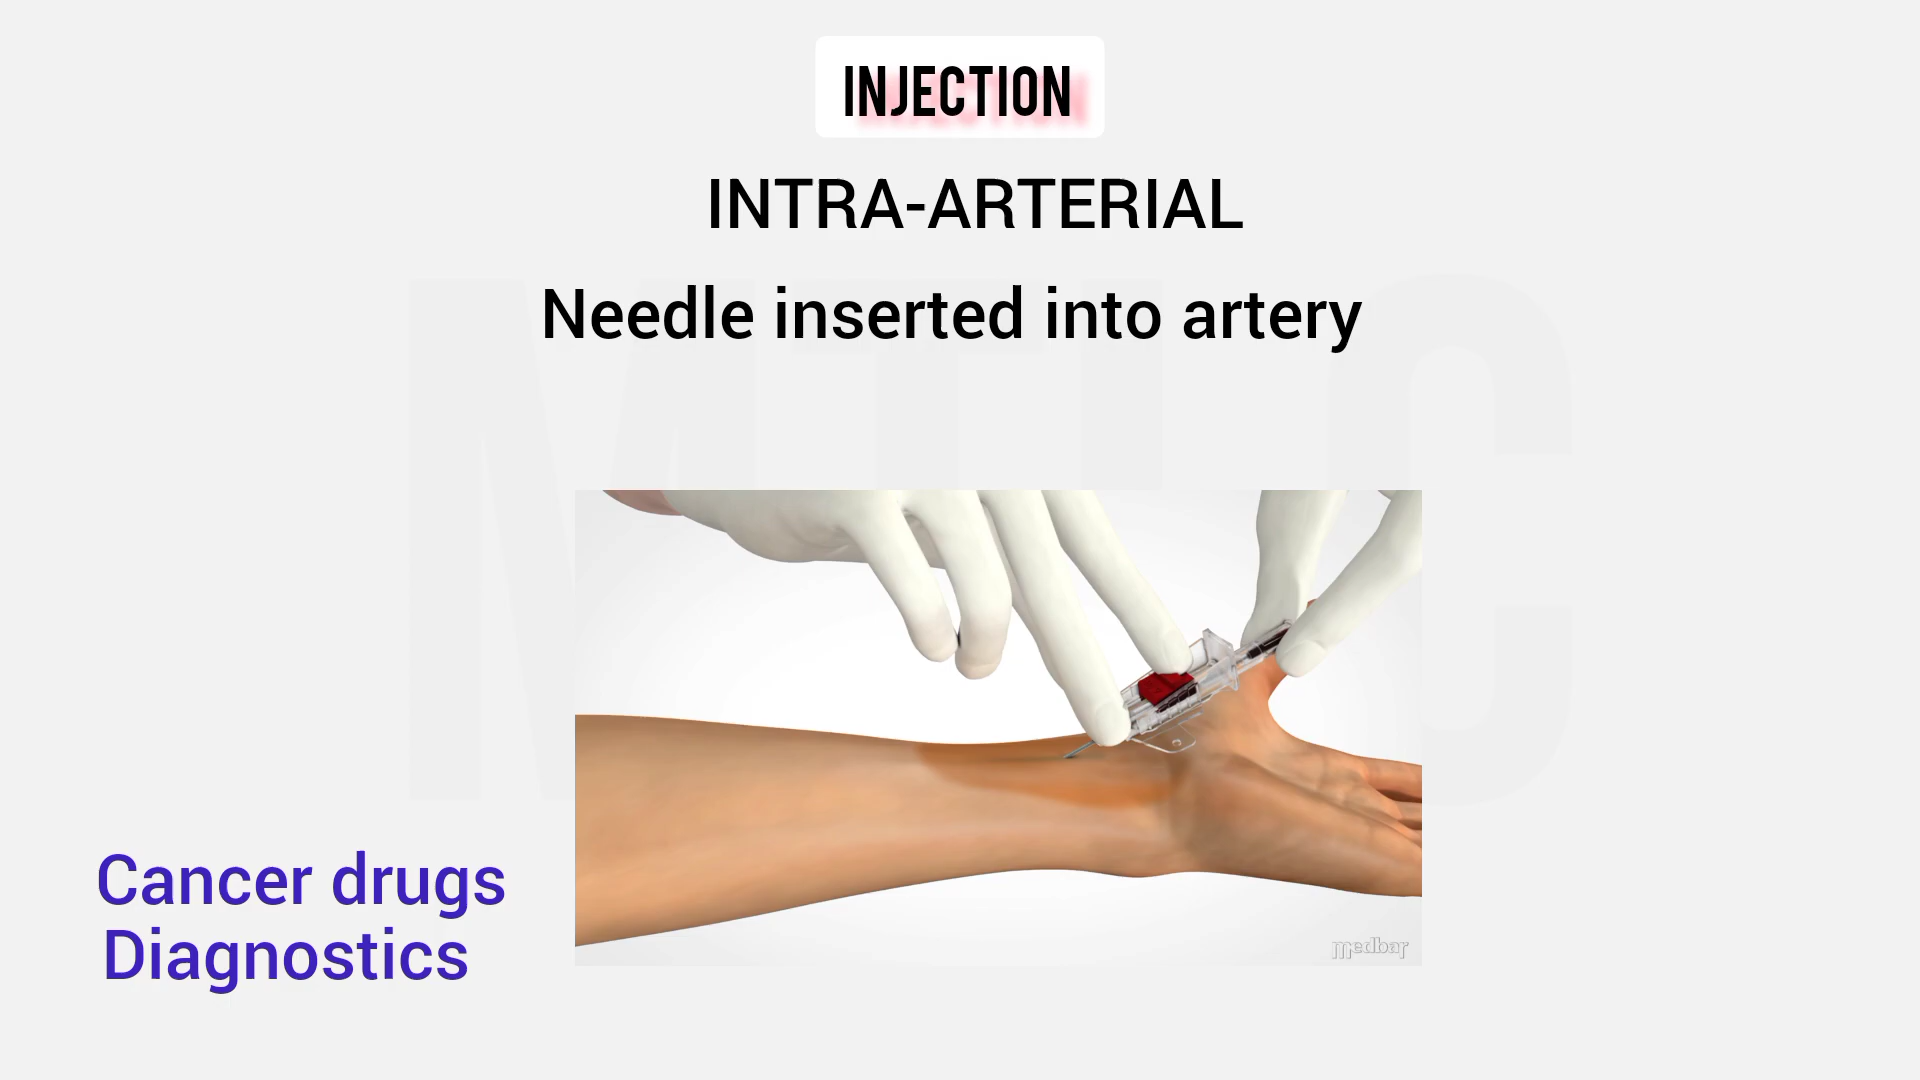 INJECTION
INTRA-ARTERIAL
Needle inserted into artery
Cancer drugs
Diagnostics
medbar